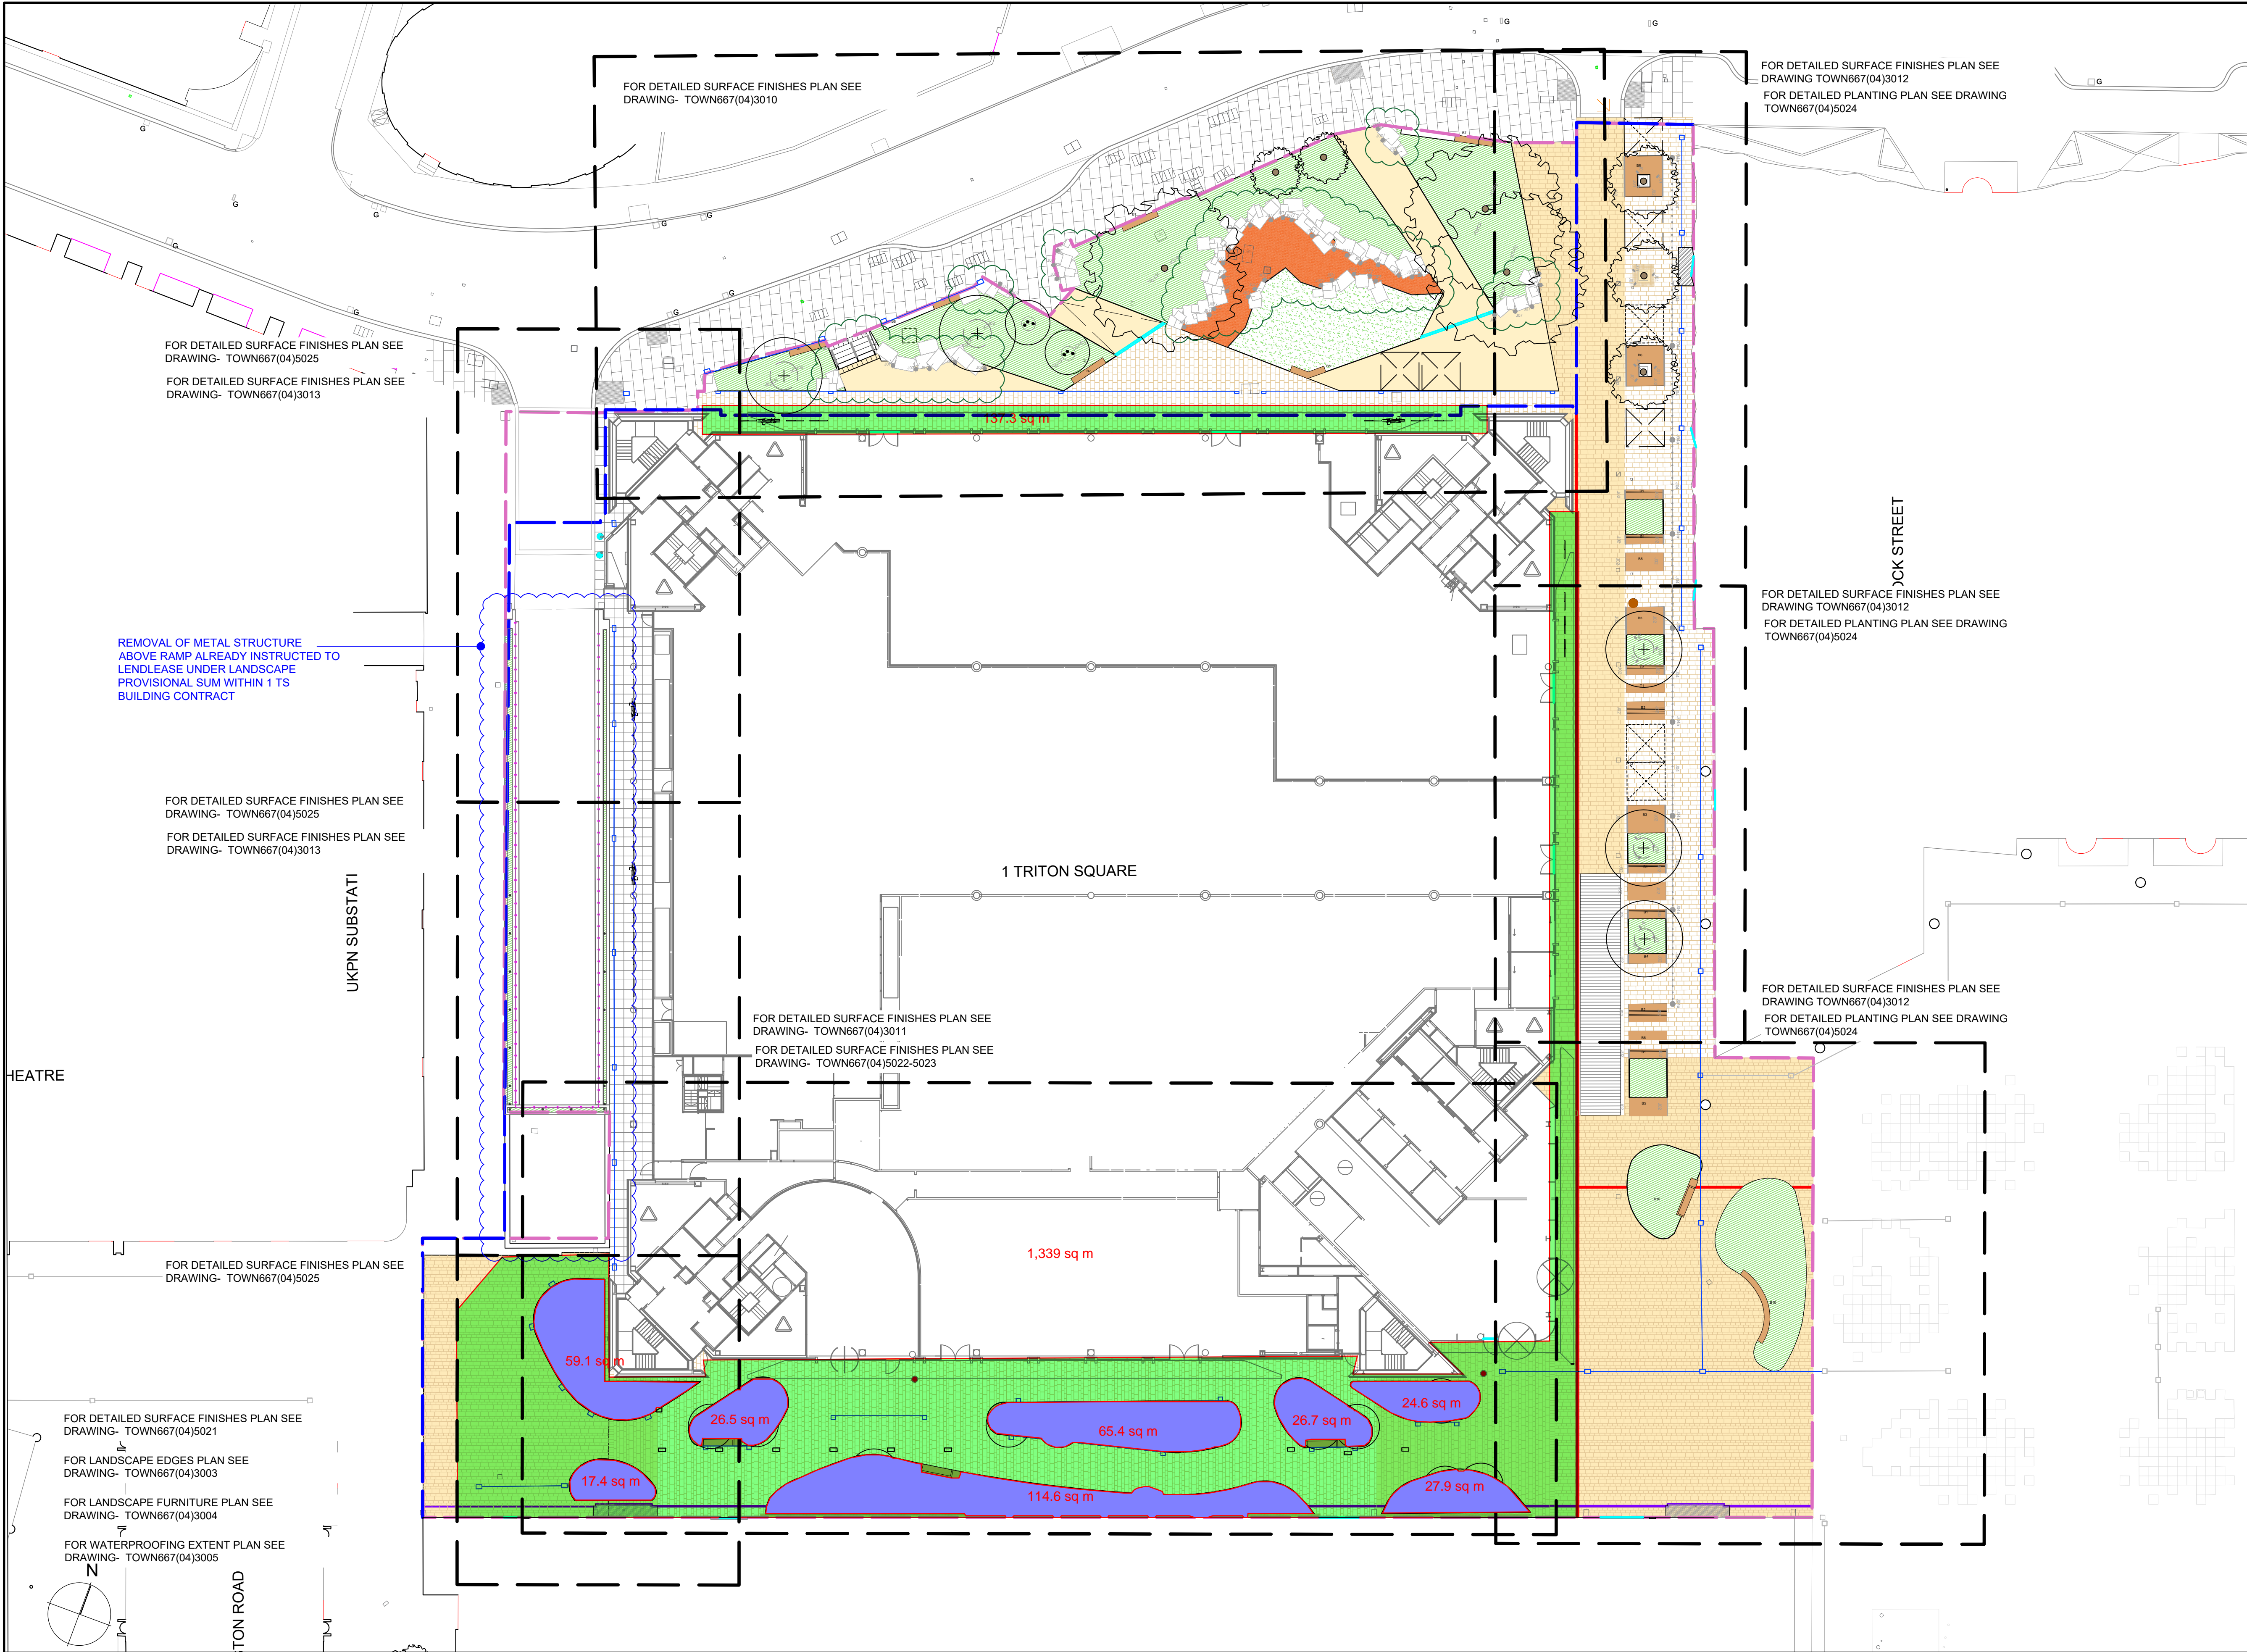 FOR DETAILED SURFACE FINISHES PLAN SEE
DRAWING- TOWN667(04)3010
FOR DETAILED SURFACE FINISHES PLAN SEE
DRAWING TOWN667(04)3012
FOR DETAILED PLANTING PLAN SEE DRAWING
TOWN667(04)5024
G
G
G
G
G
G
G
G
G
G
G
G
FOR DETAILED SURFACE FINISHES PLAN SEE
DRAWING- TOWN667(04)5025
FOR DETAILED SURFACE FINISHES PLAN SEE
DRAWING- TOWN667(04)3013
137.3 sq m
OCK STREET
FOR DETAILED SURFACE FINISHES PLAN SEE
DRAWING TOWN667(04)3012
FOR DETAILED PLANTING PLAN SEE DRAWING
TOWN667(04)5024
REMOVAL OF METAL STRUCTURE
ABOVE RAMP ALREADY INSTRUCTED TO
LENDLEASE UNDER LANDSCAPE
PROVISIONAL SUM WITHIN 1 TS
BUILDING CONTRACT
FOR DETAILED SURFACE FINISHES PLAN SEE
DRAWING- TOWN667(04)5025
FOR DETAILED SURFACE FINISHES PLAN SEE
DRAWING- TOWN667(04)3013
1 TRITON SQUARE
UKPN SUBSTATI
FOR DETAILED SURFACE FINISHES PLAN SEE
DRAWING TOWN667(04)3012
FOR DETAILED PLANTING PLAN SEE DRAWING
TOWN667(04)5024
FOR DETAILED SURFACE FINISHES PLAN SEE
DRAWING- TOWN667(04)3011
FOR DETAILED SURFACE FINISHES PLAN SEE
DRAWING- TOWN667(04)5022-5023
HEATRE
1,339 sq m
FOR DETAILED SURFACE FINISHES PLAN SEE
DRAWING- TOWN667(04)5025
59.1 sq m
26.5 sq m
65.4 sq m
26.7 sq m
24.6 sq m
17.4 sq m
114.6 sq m
27.9 sq m
FOR DETAILED SURFACE FINISHES PLAN SEE
DRAWING- TOWN667(04)5021
FOR LANDSCAPE EDGES PLAN SEE
DRAWING- TOWN667(04)3003
FOR LANDSCAPE FURNITURE PLAN SEE
DRAWING- TOWN667(04)3004
FOR WATERPROOFING EXTENT PLAN SEE
DRAWING- TOWN667(04)3005
N
STON ROAD